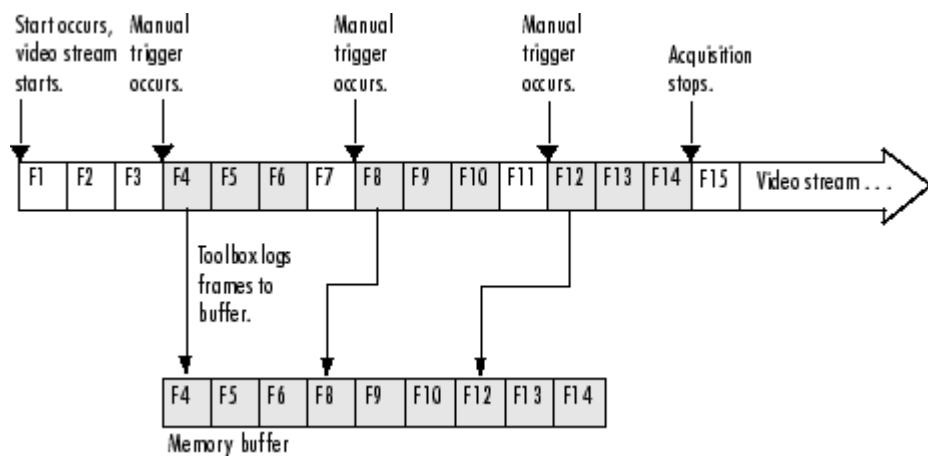 Start occurs,
video stream
starts.
Manual
trigger
occurs.
Manual
trigger
occurs.
Manual
trigger
occurs.
Acquisition
stops.
F1 F2 F3 F4 F5 F6 F7 F8 F9 F10 F11 F12 F13 F14 F15 Video stream . . .
Toolbox logs
frames to
buffer.
F4 F5 F6 F8 F9 F10 F12 F13 F14
Memory buffer